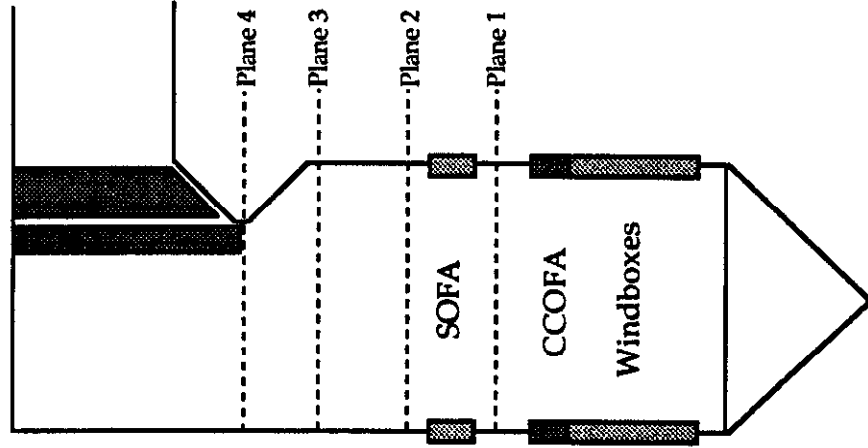 Plane 4
Plane 3
Plane 2
Plane 1
SOFA
CCOFA
Windboxes